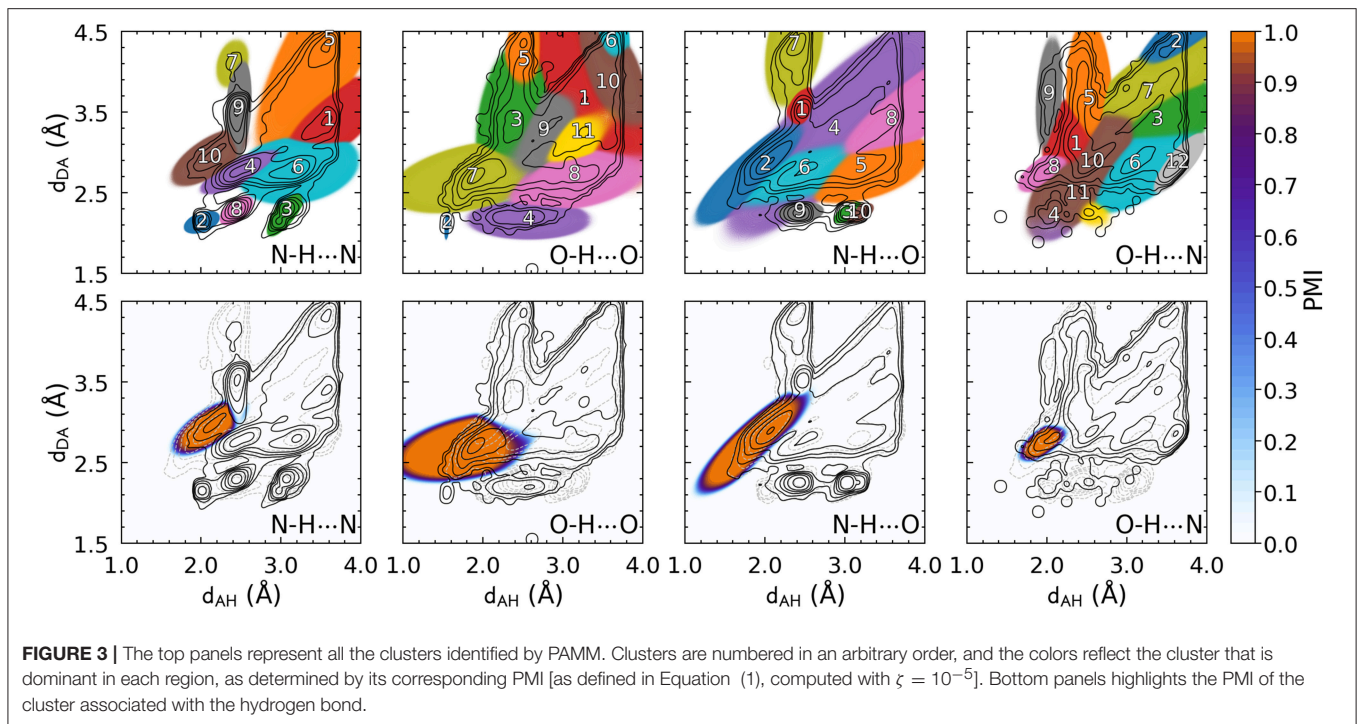 4.5
3.5
2.5
1.5
d_DA (Å)
5
7
9
1
10
4
6
2
8
3
N-H···N
6
5
10
1
3
9
11
7
8
4
2
O-H···O
7
1
4
8
2
6
5
9
3
10
N-H···O
2
9
5
7
1
3
8
10
6
12
11
4
O-H···N
4.5
3.5
2.5
1.5
d_DA (Å)
N-H···N
O-H···O
N-H···O
O-H···N
1.0 2.0 3.0 4.0
1.0 2.0 3.0 4.0
1.0 2.0 3.0 4.0
1.0 2.0 3.0 4.0
d_AH (Å)
d_AH (Å)
d_AH (Å)
d_AH (Å)
1.0
0.9
0.8
0.7
0.6
0.5
0.4
0.3
0.2
0.1
0.0
PMI
FIGURE 3 | The top panels represent all the clusters identified by PAMM. Clusters are numbered in an arbitrary order, and the colors reflect the cluster that is
dominant in each region, as determined by its corresponding PMI [as defined in Equation (1), computed with ζ = 10⁻⁵]. Bottom panels highlights the PMI of the
cluster associated with the hydrogen bond.